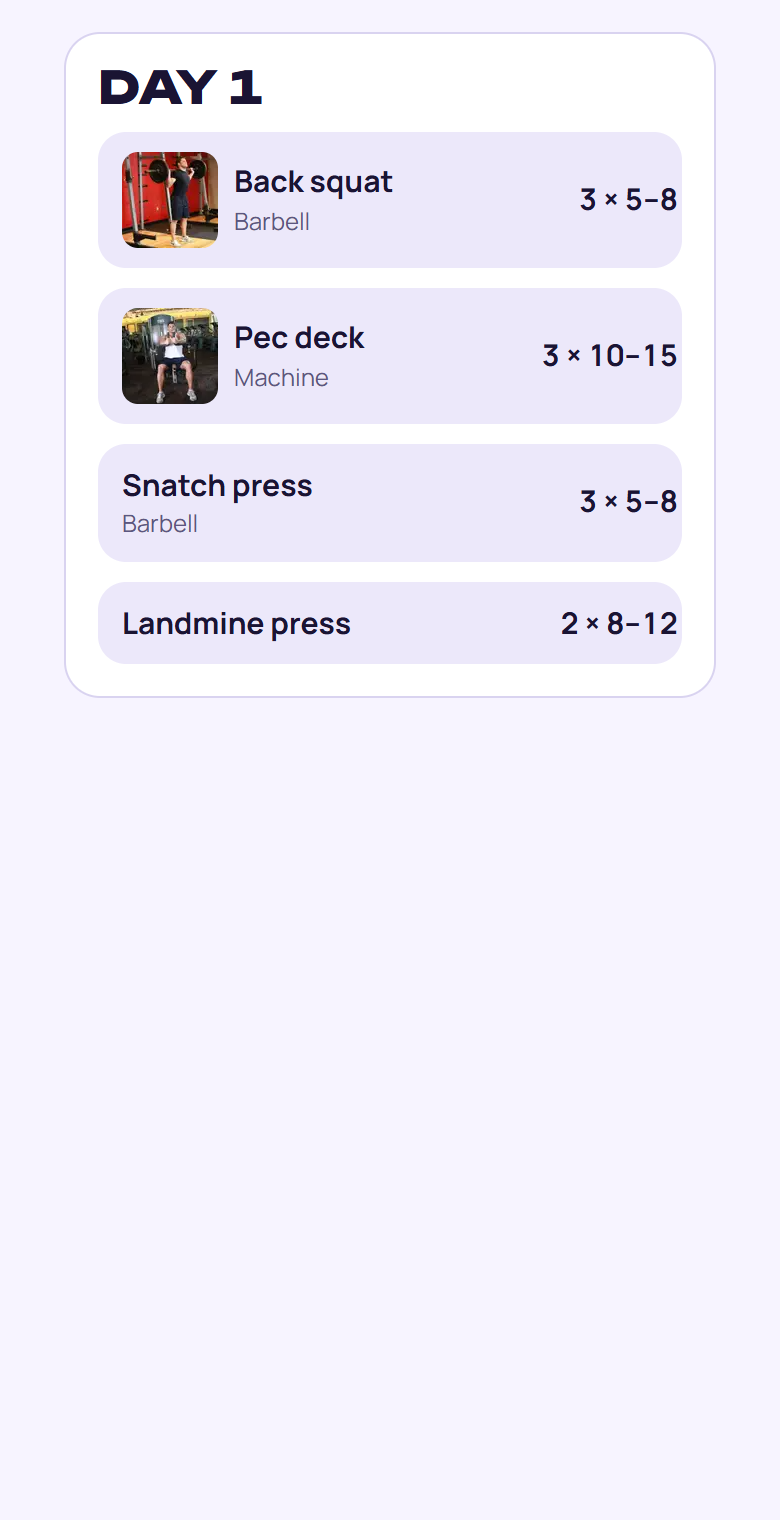 DAY 1
Back squat
Barbell
3 × 5–8
Pec deck
Machine
3 × 10–15
Snatch press
Barbell
3 × 5–8
Landmine press
2 × 8–12